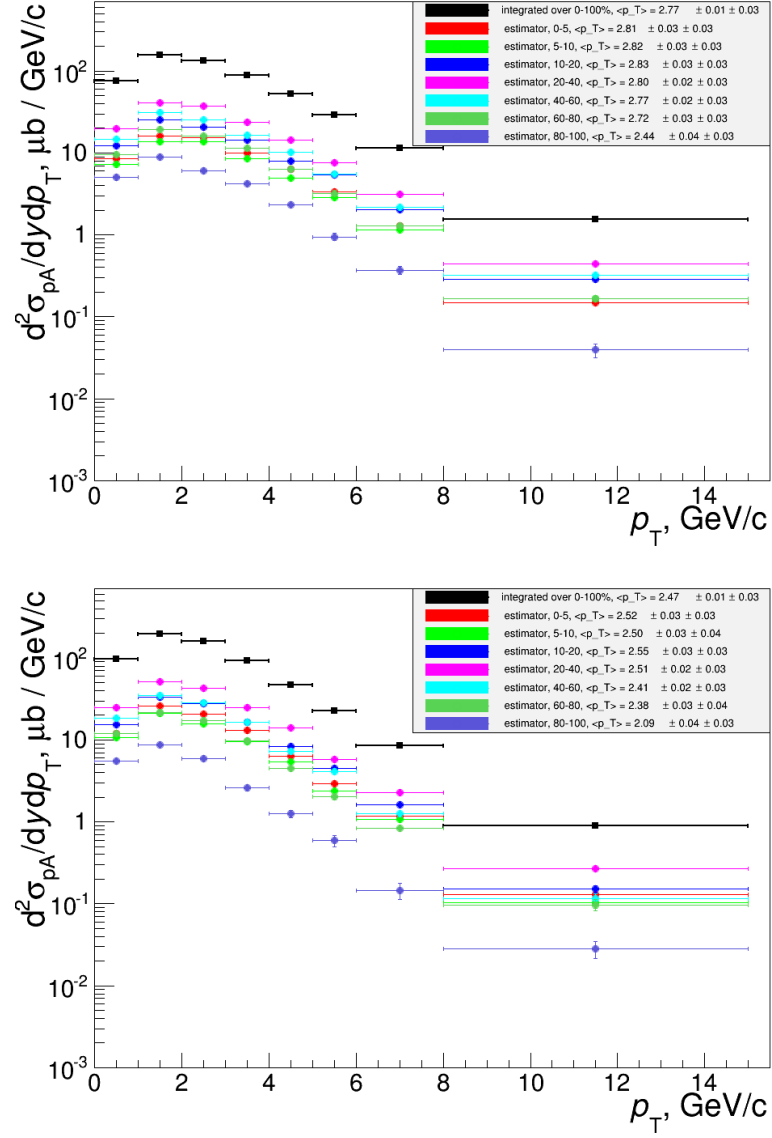 d²σpA/dydpT, μb / GeV/c
10²
10
1
10⁻¹
10⁻²
10⁻³
integrated over 0-100%, <p_T> = 2.77 ± 0.01 ± 0.03
estimator, 0-5, <p_T> = 2.81 ± 0.03 ± 0.03
estimator, 5-10, <p_T> = 2.82 ± 0.03 ± 0.03
estimator, 10-20, <p_T> = 2.83 ± 0.03 ± 0.03
estimator, 20-40, <p_T> = 2.80 ± 0.02 ± 0.03
estimator, 40-60, <p_T> = 2.77 ± 0.02 ± 0.03
estimator, 60-80, <p_T> = 2.72 ± 0.03 ± 0.03
estimator, 80-100, <p_T> = 2.44 ± 0.04 ± 0.03
0 2 4 6 8 10 12 14
pT, GeV/c
d²σpA/dydpT, μb / GeV/c
10²
10
1
10⁻¹
10⁻²
10⁻³
integrated over 0-100%, <p_T> = 2.47 ± 0.01 ± 0.03
estimator, 0-5, <p_T> = 2.52 ± 0.03 ± 0.03
estimator, 5-10, <p_T> = 2.50 ± 0.03 ± 0.04
estimator, 10-20, <p_T> = 2.55 ± 0.03 ± 0.03
estimator, 20-40, <p_T> = 2.51 ± 0.02 ± 0.03
estimator, 40-60, <p_T> = 2.41 ± 0.02 ± 0.03
estimator, 60-80, <p_T> = 2.38 ± 0.03 ± 0.04
estimator, 80-100, <p_T> = 2.09 ± 0.04 ± 0.03
0 2 4 6 8 10 12 14
pT, GeV/c